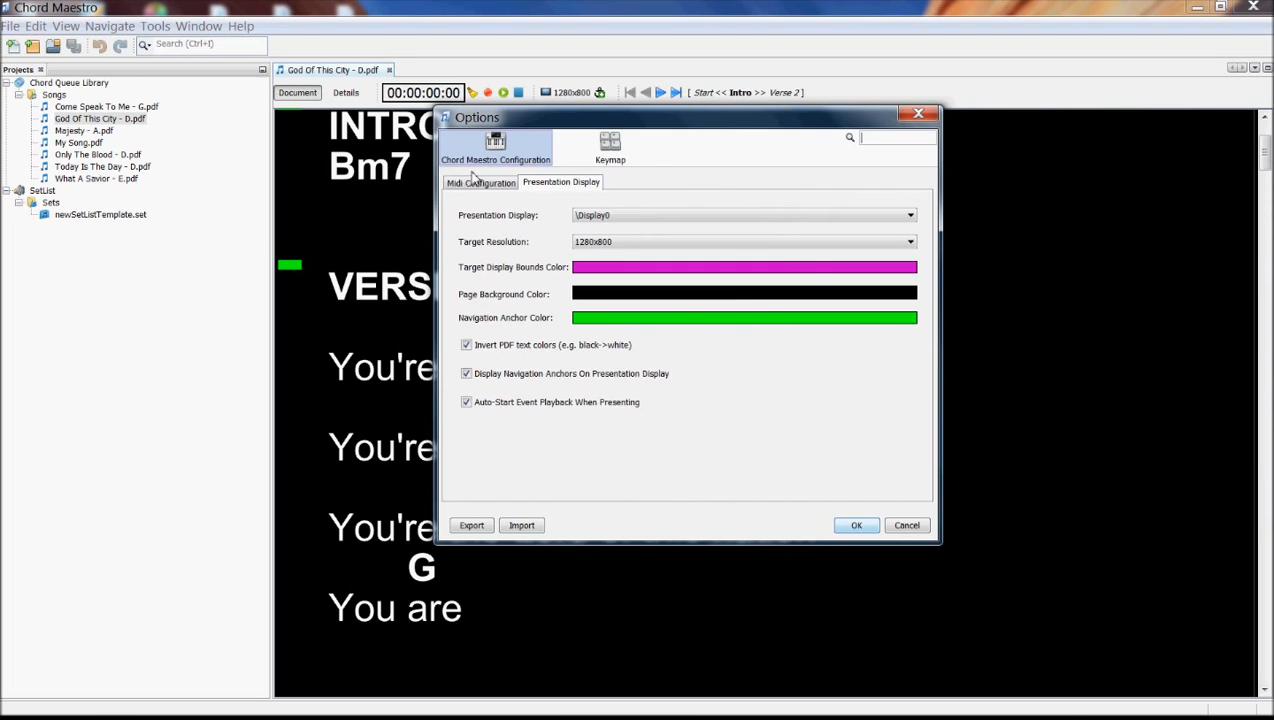 Chord Maestro
File Edit View Navigate Tools Window Help
Search (Ctrl+I)
Projects
Chord Queue Library
Songs
Come Speak To Me - G.pdf
God Of This City - D.pdf
Majesty - A.pdf
My Song.pdf
Only The Blood - D.pdf
Today Is The Day - D.pdf
What A Savior - E.pdf
SetList
Sets
newSetListTemplate.set
God Of This City - D.pdf
Document Details 00:00:00:00 1280x800 [ Start << Intro >> Verse 2 ]
INTRO
Bm7
VERS
You're
You're
You're
G
You are
Options
Chord Maestro Configuration
Keymap
Midi Configuration
Presentation Display
Presentation Display: \Display0
Target Resolution: 1280x800
Target Display Bounds Color:
Page Background Color:
Navigation Anchor Color:
Invert PDF text colors (e.g. black->white)
Display Navigation Anchors On Presentation Display
Auto-Start Event Playback When Presenting
Export Import OK Cancel